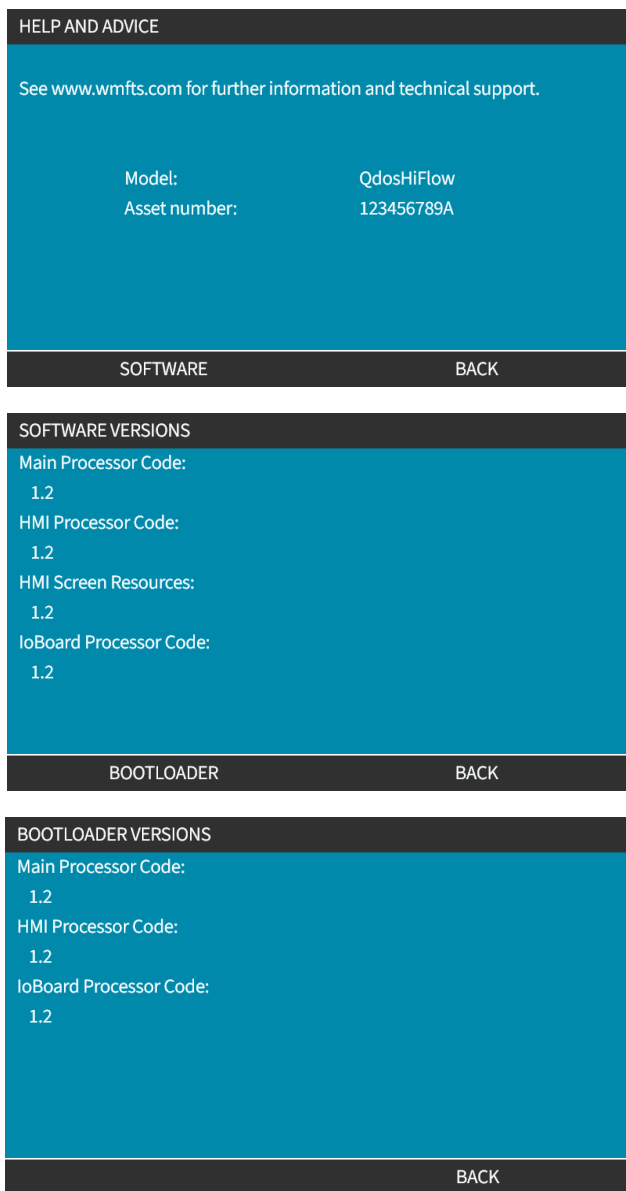 HELP AND ADVICE
See www.wmfts.com for further information and technical support.
Model: QdosHiFlow
Asset number: 123456789A
SOFTWARE BACK
SOFTWARE VERSIONS
Main Processor Code:
1.2
HMI Processor Code:
1.2
HMI Screen Resources:
1.2
IoBoard Processor Code:
1.2
BOOTLOADER BACK
BOOTLOADER VERSIONS
Main Processor Code:
1.2
HMI Processor Code:
1.2
IoBoard Processor Code:
1.2
BACK